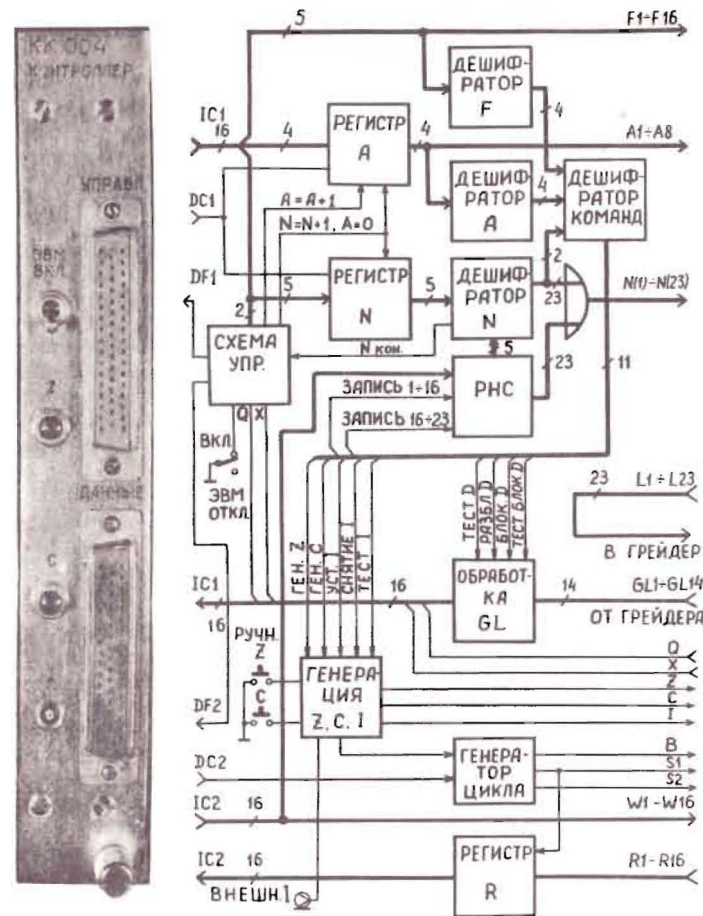 КК 004
КОНТРОЛЛЕР
УПРАВЛ
ЭВМ
ВКЛ
Z
ДАННЫЕ
C
5
F1÷F16
ДЕШИФ-
РАТОР
F
4
IC1
16
4
РЕГИСТР
A
4
A1÷A8
ДЕШИФ-
РАТОР
A
4
ДЕШИФ-
РАТОР
КОМАНД
DC1
A=A+1
N=N+1, A=0
DF1
2
5
РЕГИСТР
N
5
ДЕШИФ-
РАТОР
N
2
23
N(1)÷N(23)
СХЕМА
УПР.
N кон.
5
23
11
Q X
ЗАПИСЬ 1÷16
РНС
ЗАПИСЬ 16÷23
ВКЛ.
ЭВМ
ОТКЛ.
ГЕН. Z
ГЕН. C
УСТ. I
СНЯТИЕ I
ТЕСТ I
ТЕСТ D
РАЗБЛ D
БЛОК D
ТЕСТ БЛОК D
23
L1÷L23
В ГРЕЙДЕР
IC1
16
16
ОБРАБОТ-
КА
GL
14
GL1÷GL14
ОТ ГРЕЙДЕРА
РУЧН.
Z
C
ГЕНЕРА-
ЦИЯ
Z, C, I
Q
X
Z
C
I
DF2
DC2
ГЕНЕРА-
ТОР
ЦИКЛА
B
S1
S2
IC2
16
W1-W16
IC2
16
РЕГИСТР
R
R1-R16
ВНЕШН. I